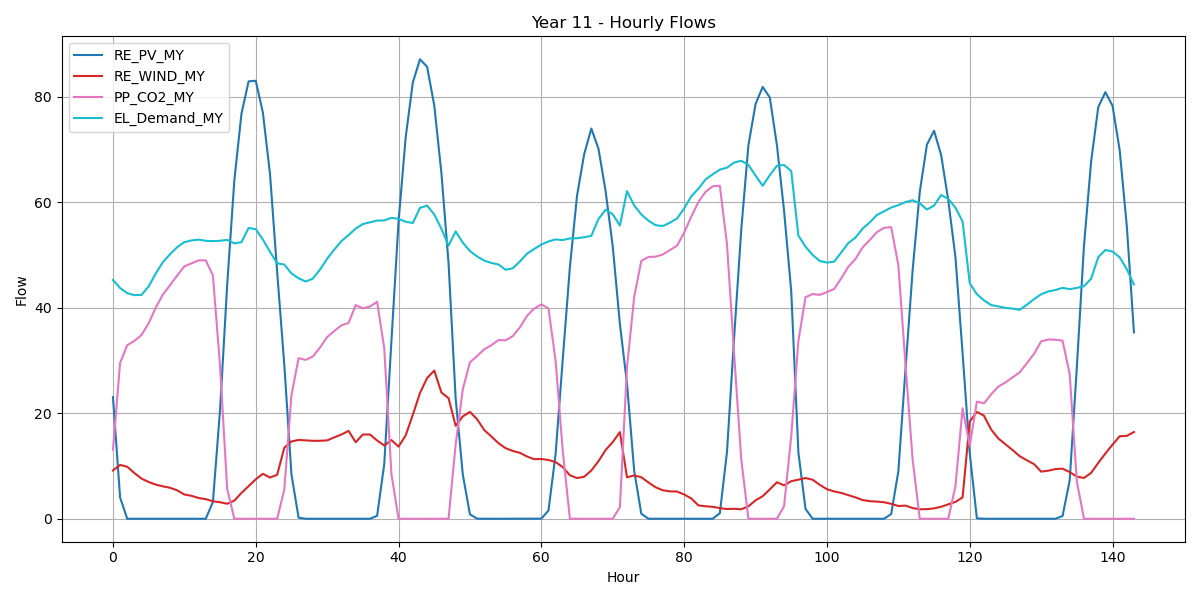 Year 11 - Hourly Flows
RE_PV_MY
RE_WIND_MY
PP_CO2_MY
EL_Demand_MY
Flow
80
60
40
20
0
0 20 40 60 80 100 120 140
Hour